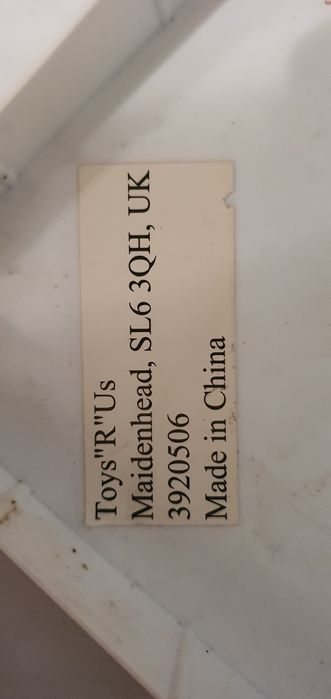 Toys"R"Us
Maidenhead, SL6 3QH, UK
3920506
Made in China